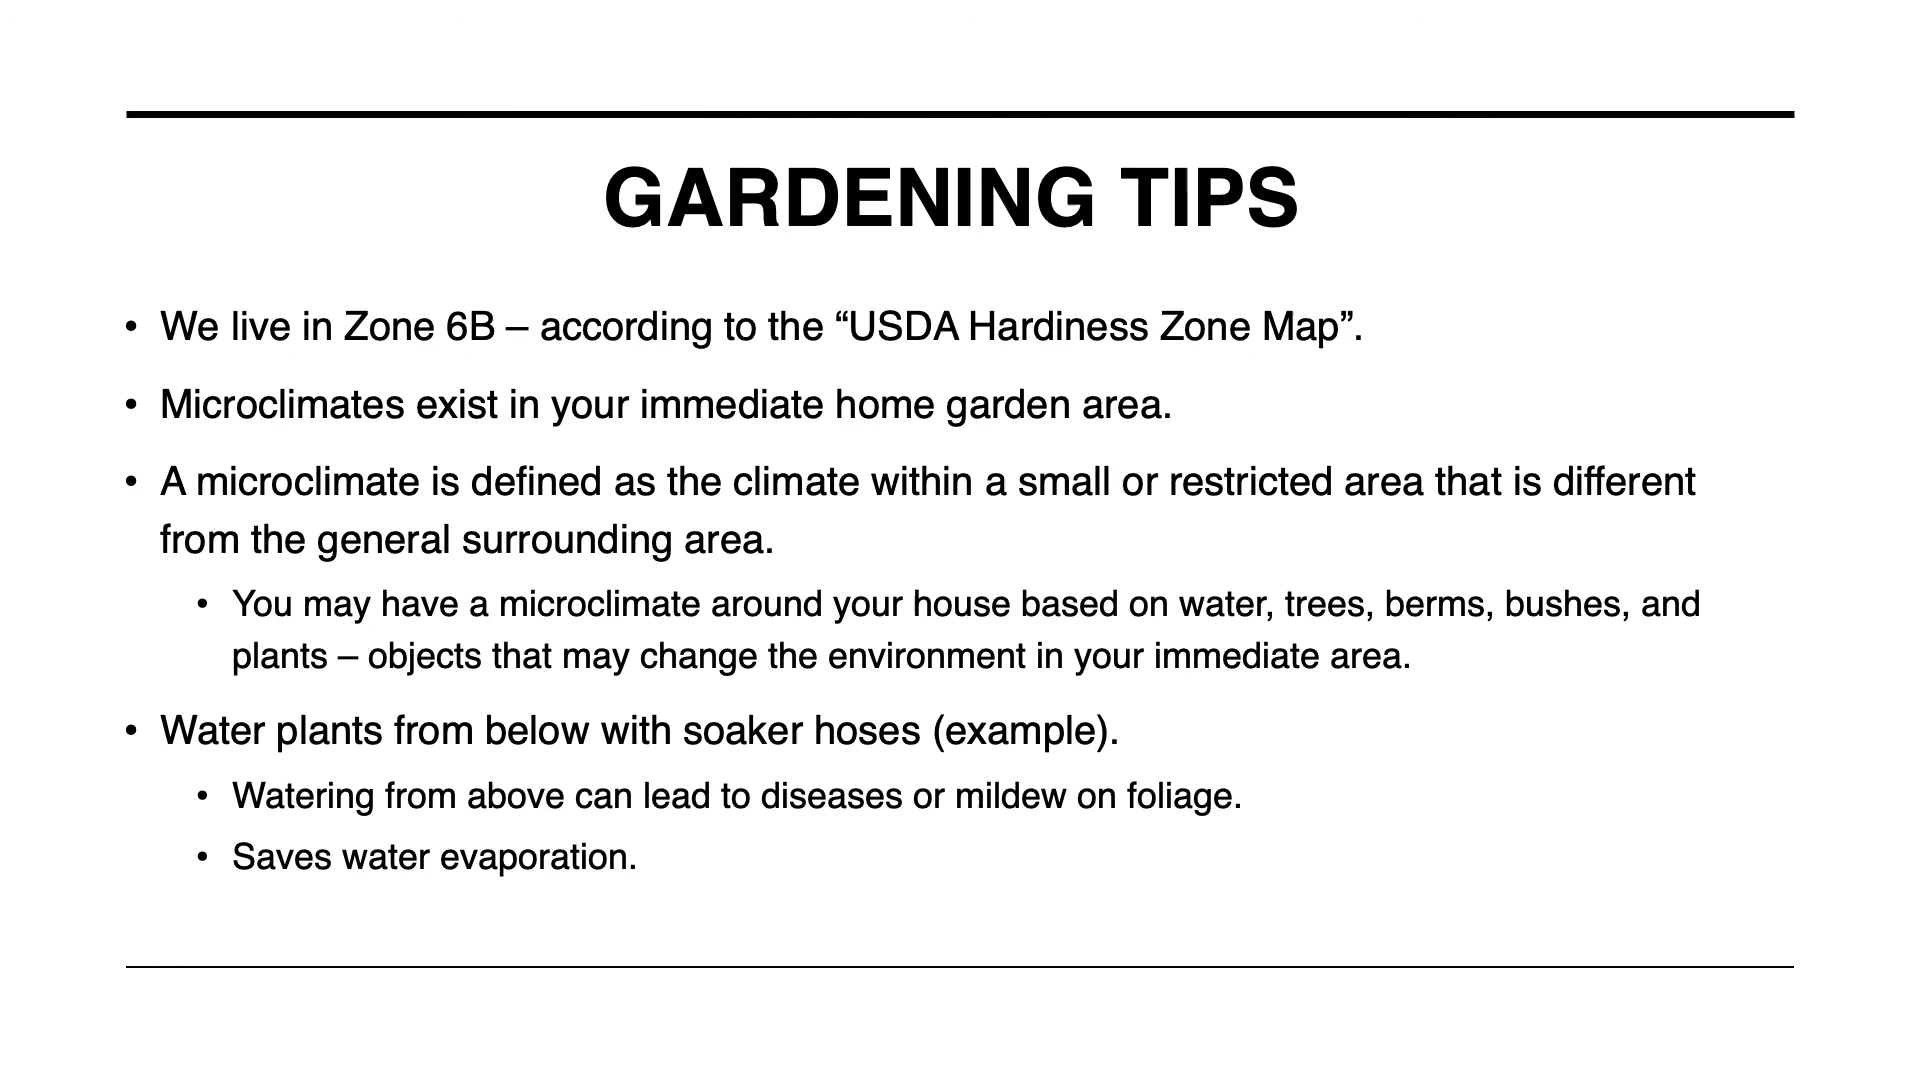 GARDENING TIPS
• We live in Zone 6B – according to the “USDA Hardiness Zone Map”.
• Microclimates exist in your immediate home garden area.
• A microclimate is defined as the climate within a small or restricted area that is different
from the general surrounding area.
• You may have a microclimate around your house based on water, trees, berms, bushes, and
plants – objects that may change the environment in your immediate area.
• Water plants from below with soaker hoses (example).
• Watering from above can lead to diseases or mildew on foliage.
• Saves water evaporation.